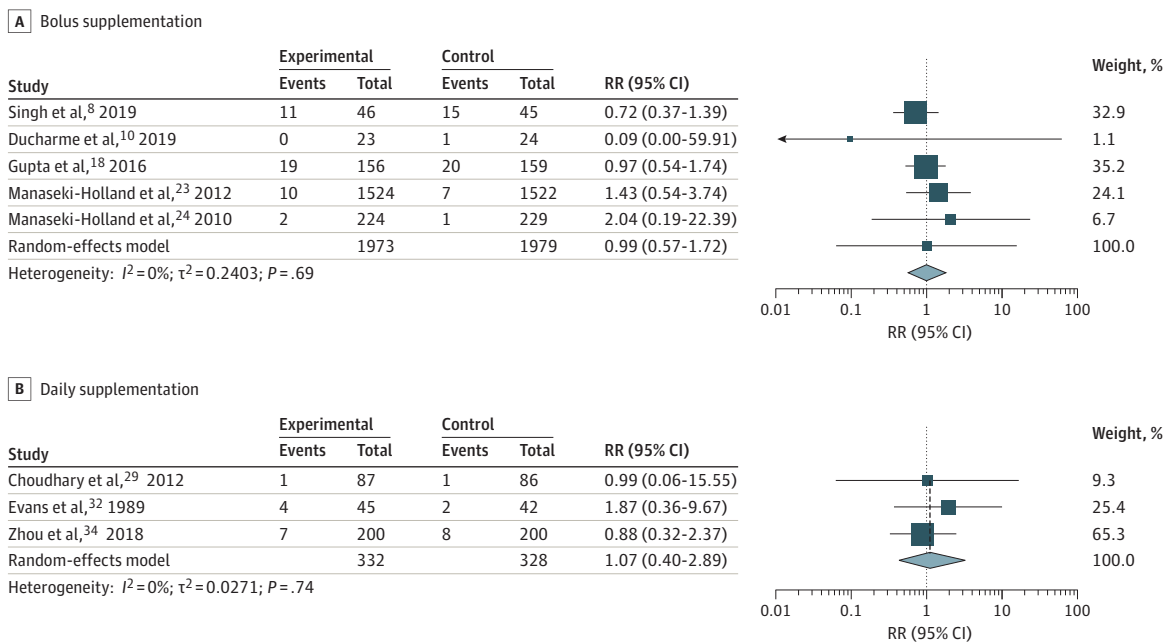 A Bolus supplementation
Experimental Control
Study Events Total Events Total RR (95% CI) Weight, %
Singh et al,8 2019 11 46 15 45 0.72 (0.37-1.39) 32.9
Ducharme et al,10 2019 0 23 1 24 0.09 (0.00-59.91) 1.1
Gupta et al,18 2016 19 156 20 159 0.97 (0.54-1.74) 35.2
Manaseki-Holland et al,23 2012 10 1524 7 1522 1.43 (0.54-3.74) 24.1
Manaseki-Holland et al,24 2010 2 224 1 229 2.04 (0.19-22.39) 6.7
Random-effects model 1973 1979 0.99 (0.57-1.72) 100.0
Heterogeneity: I2 = 0%; τ2 = 0.2403; P = .69
0.01 0.1 1 10 100
RR (95% CI)
B Daily supplementation
Experimental Control
Study Events Total Events Total RR (95% CI) Weight, %
Choudhary et al,29 2012 1 87 1 86 0.99 (0.06-15.55) 9.3
Evans et al,32 1989 4 45 2 42 1.87 (0.36-9.67) 25.4
Zhou et al,34 2018 7 200 8 200 0.88 (0.32-2.37) 65.3
Random-effects model 332 328 1.07 (0.40-2.89) 100.0
Heterogeneity: I2 = 0%; τ2 = 0.0271; P = .74
0.01 0.1 1 10 100
RR (95% CI)